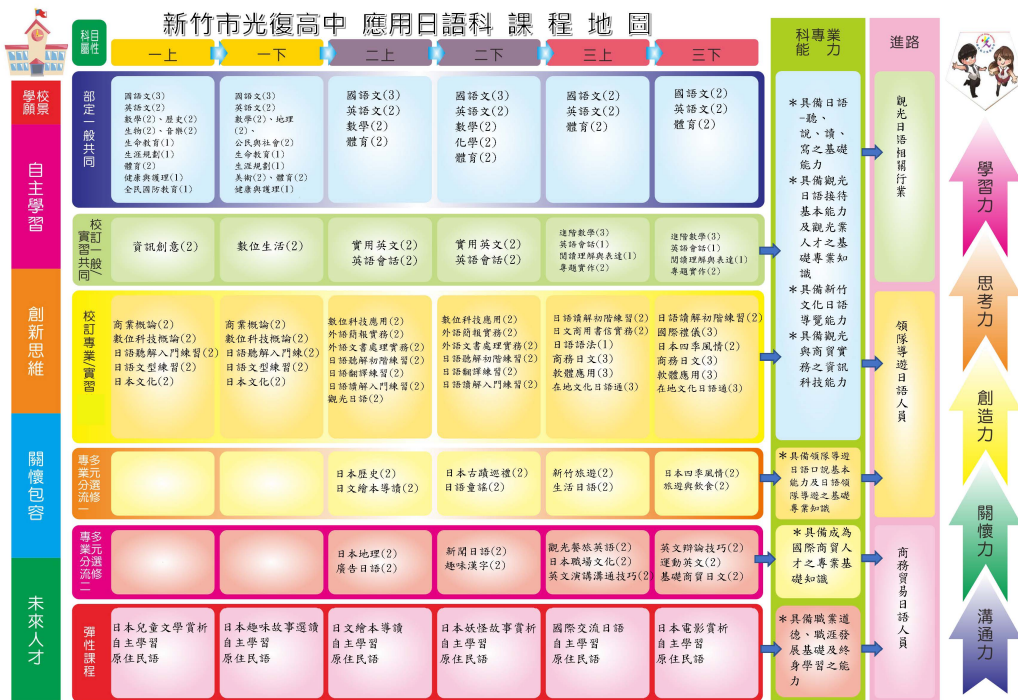 新竹市光復高中 應用日語科 課 程 地 圖
科目
屬性
一上
一下
二上
二下
三上
三下
科專業
能 力
進路
學校
願景
自主學習
創新思維
關懷包容
未來人才
部定一般共同
國語文(3)
英語文(2)
數學(2)、歷史(2)
生物(2)、音樂(2)
生命教育(1)
生涯規劃(1)
體育(2)
健康與護理(1)
全民國防教育(1)
國語文(3)
英語文(2)
數學(2)、地理
(2)、
公民與社會(2)
生命教育(1)
生涯規劃(1)
美術(2)、體育(2)
健康與護理(1)
國語文(3)
英語文(2)
數學(2)
體育(2)
國語文(3)
英語文(2)
數學(2)
化學(2)
體育(2)
國語文(2)
英語文(2)
體育(2)
國語文(2)
英語文(2)
體育(2)
校訂一般/
實習共同
資訊創意(2)
數位生活(2)
實用英文(2)
英語會話(2)
實用英文(2)
英語會話(2)
進階數學(3)
英語會話(1)
閱讀理解與表達(1)
專題實作(2)
進階數學(3)
英語會話(1)
閱讀理解與表達(1)
專題實作(2)
校訂專業/實習
商業概論(2)
數位科技概論(2)
日語聽解入門練習(2)
日語文型練習(2)
日本文化(2)
商業概論(2)
數位科技概論(2)
日語聽解入門練(2)
日語文型練習(2)
日本文化(2)
數位科技應用(2)
外語簡報實務(2)
外語文書處理實務(2)
日語聽解初階練習(2)
日語翻譯練習(2)
日語讀解入門練習(2)
觀光日語(2)
數位科技應用(2)
外語簡報實務(2)
外語文書處理實務(2)
日語聽解初階練習(2)
日語翻譯練習(2)
日語讀解入門練習(2)
日語讀解初階練習(2)
日文商用書信實務(2)
日語語法(1)
商務日文(3)
軟體應用(3)
在地文化日語通(3)
日語讀解初階練習(2)
國際禮儀(3)
日本四季風情(2)
商務日文(3)
軟體應用(3)
在地文化日語通(3)
多元選修
專業分流一
日本歷史(2)
日文繪本導讀(2)
日本古蹟巡禮(2)
日語童謠(2)
新竹旅遊(2)
生活日語(2)
日本四季風情(2)
旅遊與飲食(2)
多元選修
專業分流二
日本地理(2)
廣告日語(2)
新聞日語(2)
趣味漢字(2)
觀光餐旅英語(2)
日本職場文化(2)
英文演講溝通技巧(2)
英文辯論技巧(2)
運動英文(2)
基礎商貿日文(2)
彈性課程
日本兒童文學賞析
自主學習
原住民語
日本趣味故事選讀
自主學習
原住民語
日文繪本導讀
自主學習
原住民語
日本妖怪故事賞析
自主學習
原住民語
國際交流日語
自主學習
原住民語
日本電影賞析
自主學習
原住民語
＊具備日語
-聽、
說、讀、
寫之基礎
能力
＊具備觀光
日語接待
基本能力
及觀光業
人才之基
礎專業知
識
＊具備新竹
文化日語
導覽能力
＊具備觀光
與商貿實
務之資訊
科技能力
＊具備領隊導遊
日語口說基本
能力及日語領
隊導遊之基礎
專業知識
＊具備成為
國際商貿人
才之專業基
礎知識
＊具備職業道
德、職涯發
展基礎及終
身學習之能
力
觀光日語相關行業
領隊導遊日語人員
商務貿易日語人員
學習力
思考力
創造力
關懷力
溝通力